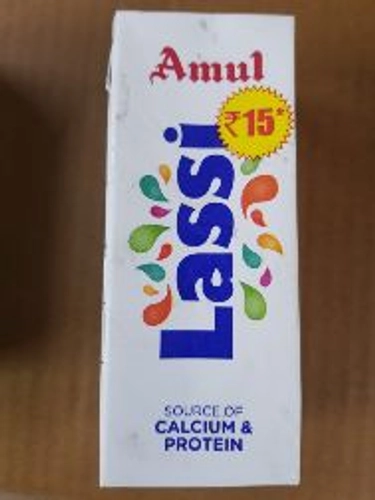 Amul
₹15*
Lassi
SOURCE OF
CALCIUM &
PROTEIN